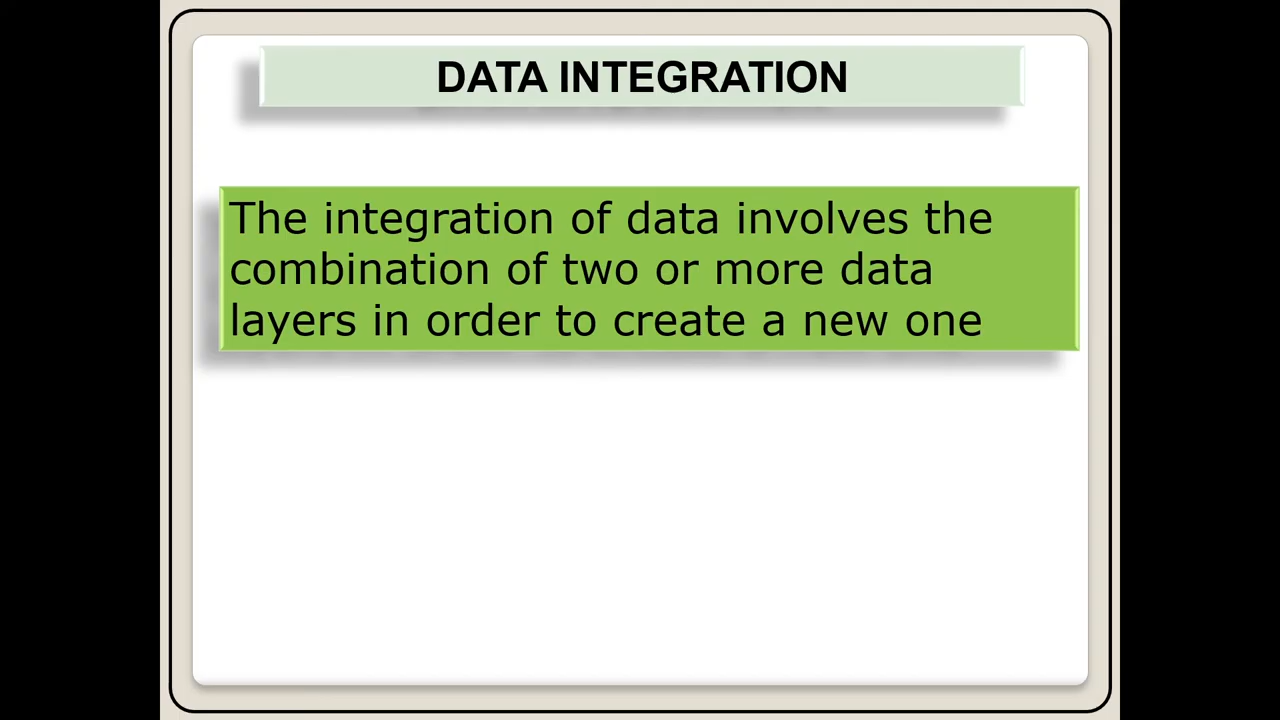 DATA INTEGRATION
The integration of data involves the
combination of two or more data
layers in order to create a new one